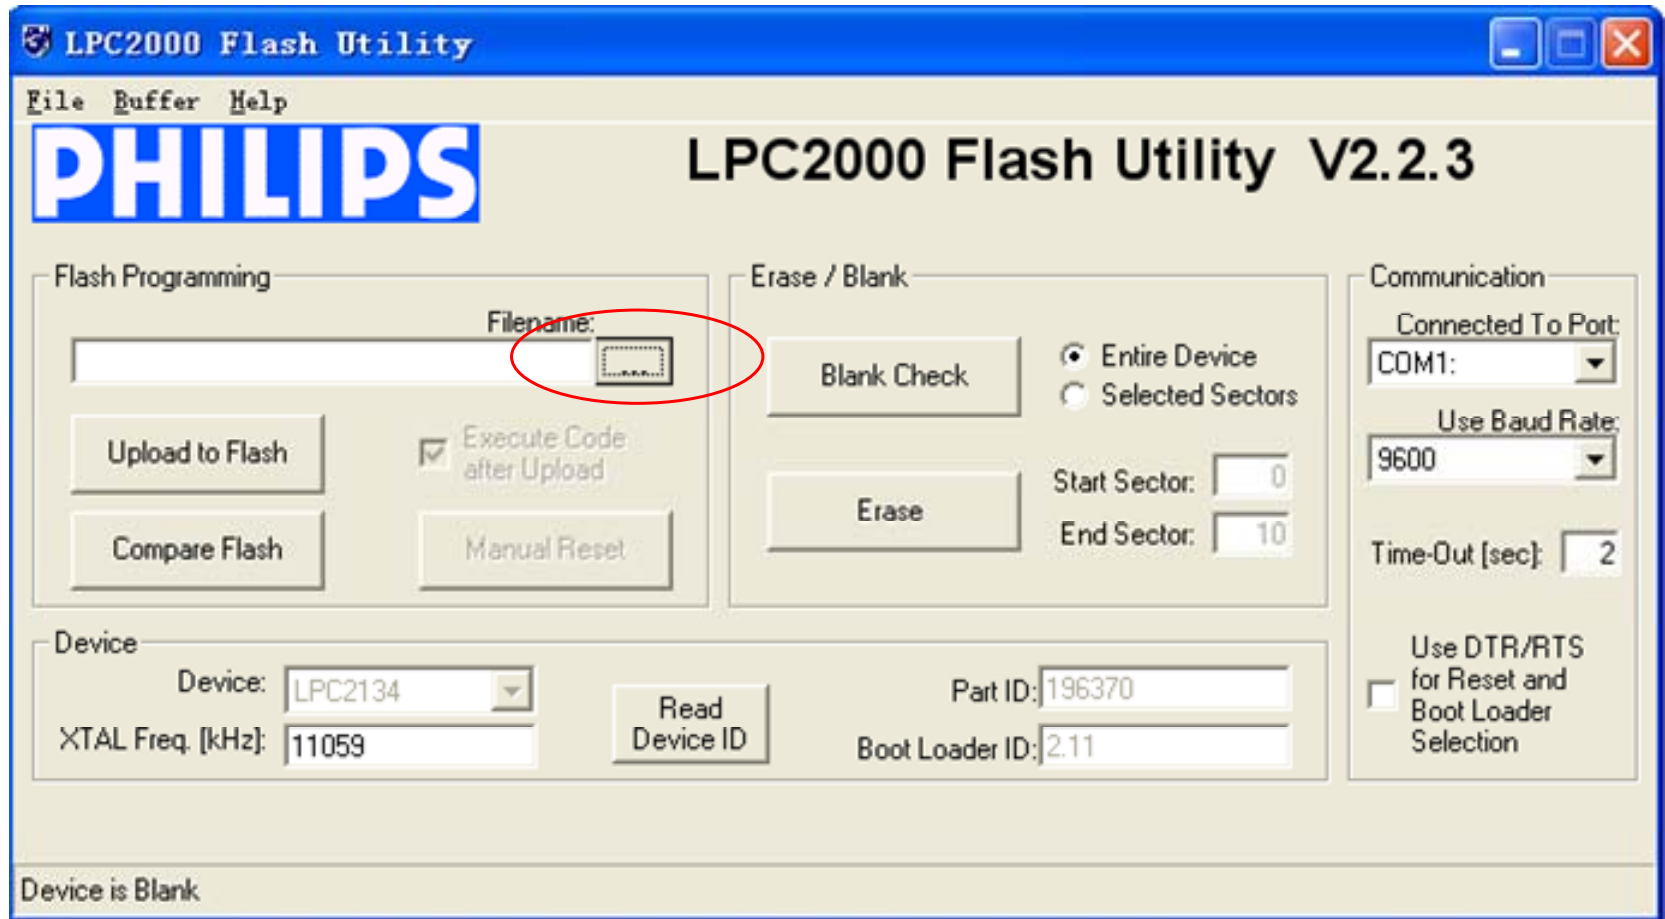 LPC2000 Flash Utility
File Buffer Help
PHILIPS
LPC2000 Flash Utility V2.2.3
Flash Programming
Filename:
...
Upload to Flash
Execute Code
after Upload
Compare Flash
Manual Reset
Erase / Blank
Blank Check
Entire Device
Selected Sectors
Erase
Start Sector: 0
End Sector: 10
Communication
Connected To Port:
COM1:
Use Baud Rate:
9600
Time-Out [sec]: 2
Use DTR/RTS
for Reset and
Boot Loader
Selection
Device
Device: LPC2134
XTAL Freq. [kHz]: 11059
Read
Device ID
Part ID: 196370
Boot Loader ID: 2.11
Device is Blank